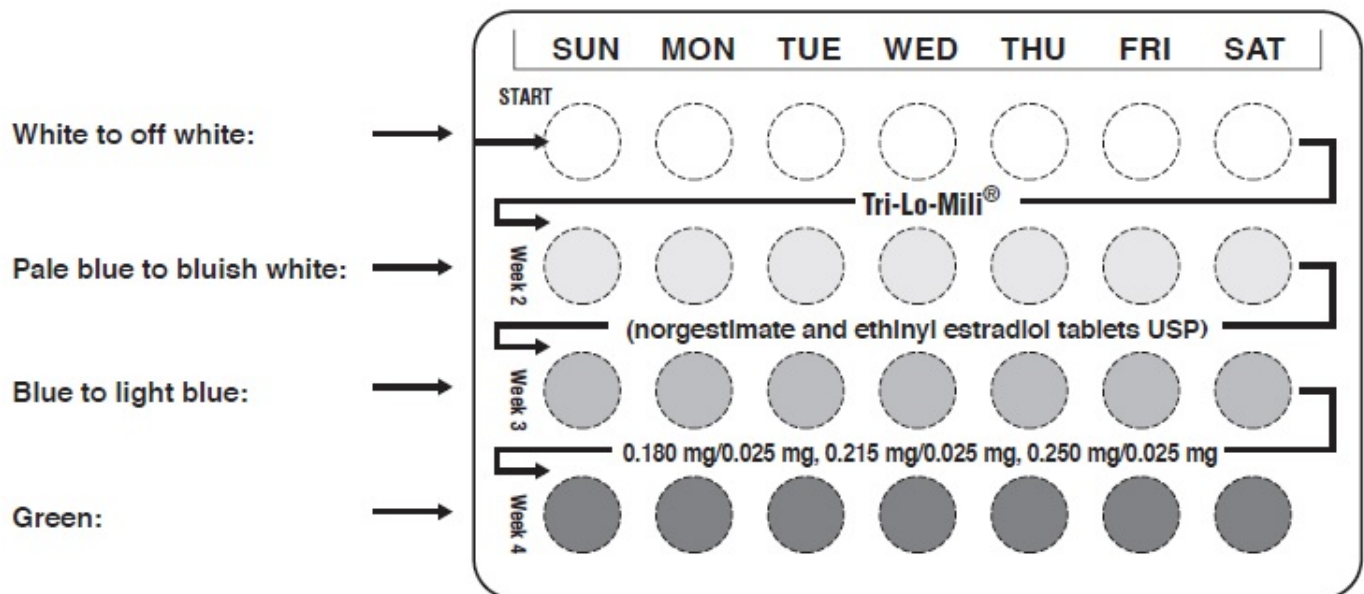 SUN MON TUE WED THU FRI SAT
START
White to off white:
Tri-Lo-Mili®
Pale blue to bluish white:
Week 2
(norgestimate and ethinyl estradiol tablets USP)
Blue to light blue:
Week 3
0.180 mg/0.025 mg, 0.215 mg/0.025 mg, 0.250 mg/0.025 mg
Green:
Week 4